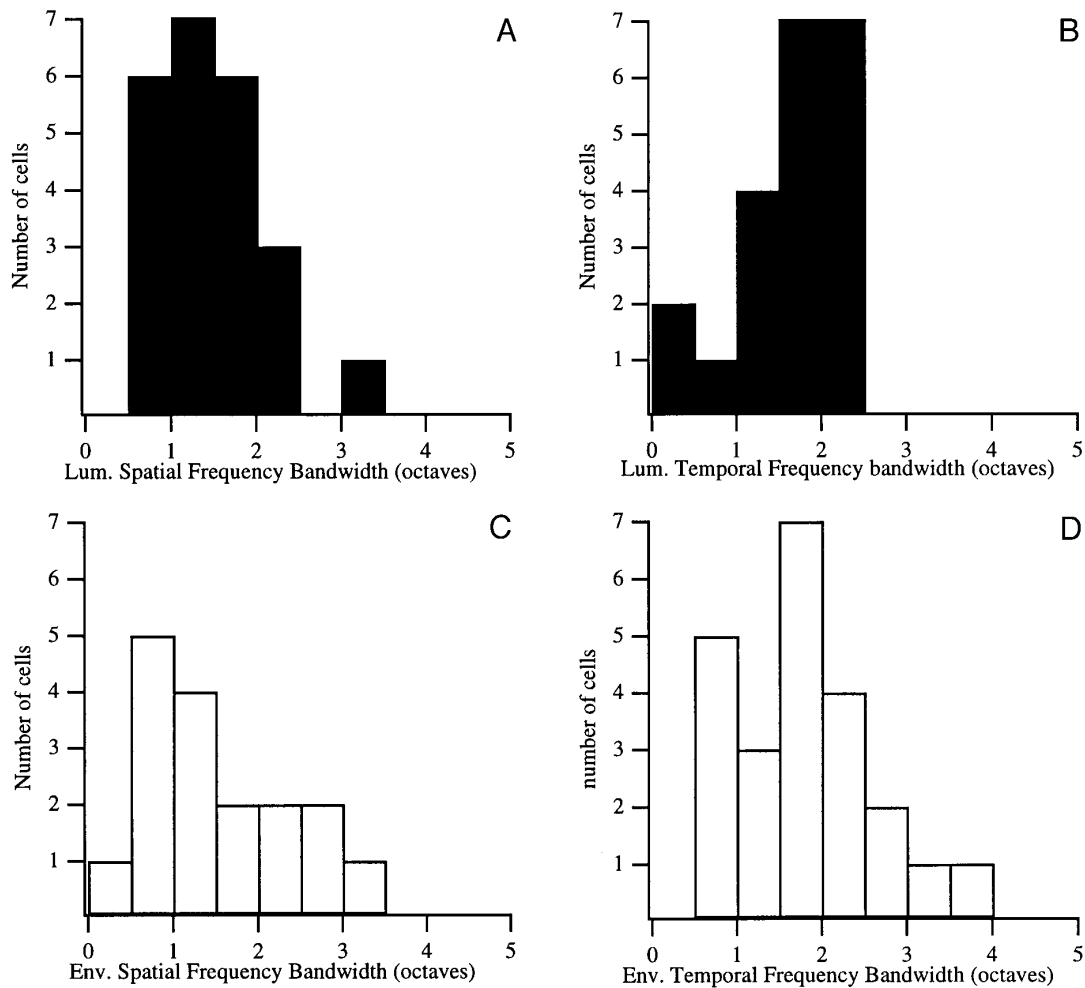 A
Number of cells
7
6
5
4
3
2
1
0 1 2 3 4 5
Lum. Spatial Frequency Bandwidth (octaves)
B
Number of cells
7
6
5
4
3
2
1
0 1 2 3 4 5
Lum. Temporal Frequency bandwidth (octaves)
C
Number of cells
7
6
5
4
3
2
1
0 1 2 3 4 5
Env. Spatial Frequency Bandwidth (octaves)
D
number of cells
7
6
5
4
3
2
1
0 1 2 3 4 5
Env. Temporal Frequency Bandwidth (octaves)